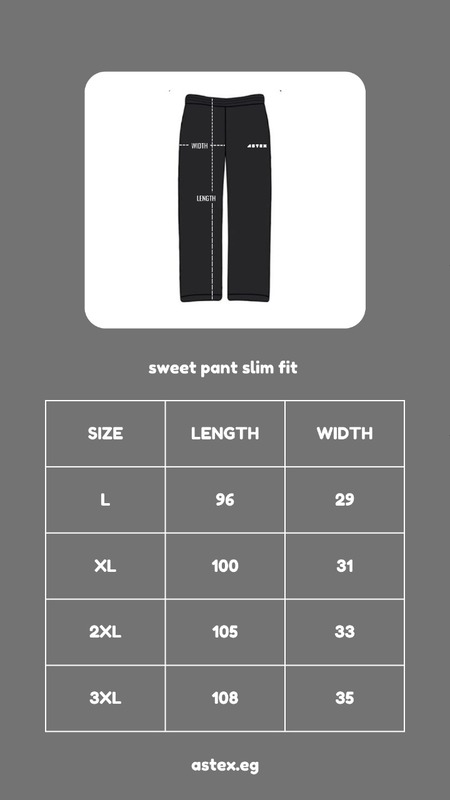 WIDTH
ASTEX
LENGTH
sweet pant slim fit
SIZE LENGTH WIDTH
L 96 29
XL 100 31
2XL 105 33
3XL 108 35
astex.eg